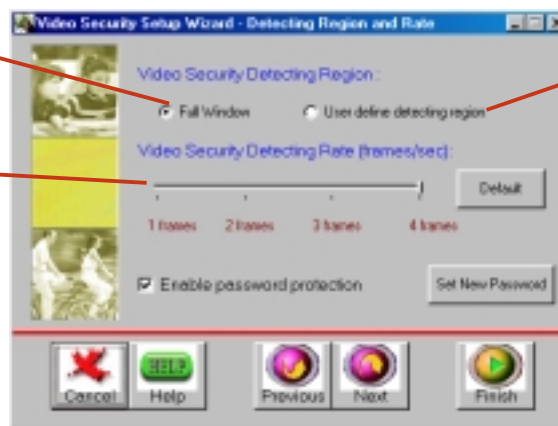 Video Security Setup Wizard - Detecting Region and Rate
Video Security Detecting Region :
Full Window
User define detecting region
Video Security Detecting Rate (frames/sec):
Default
1 frames 2 frames 3 frames 4 frames
Enable password protection
Set New Password
HELP
Cancel Help Previous Next Finish